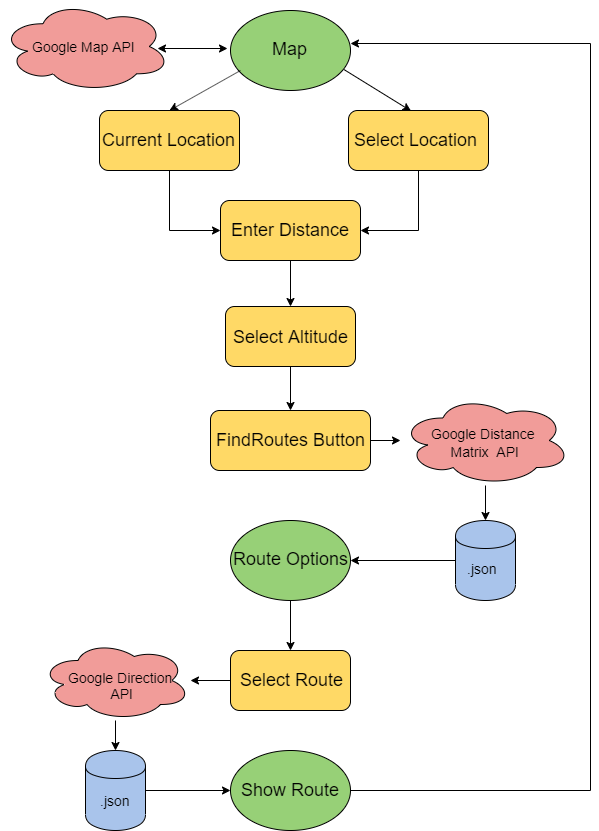 Google Map API
Map
Current Location
Select Location
Enter Distance
Select Altitude
FindRoutes Button
Google Distance
Matrix API
.json
Route Options
Select Route
Google Direction
API
.json
Show Route